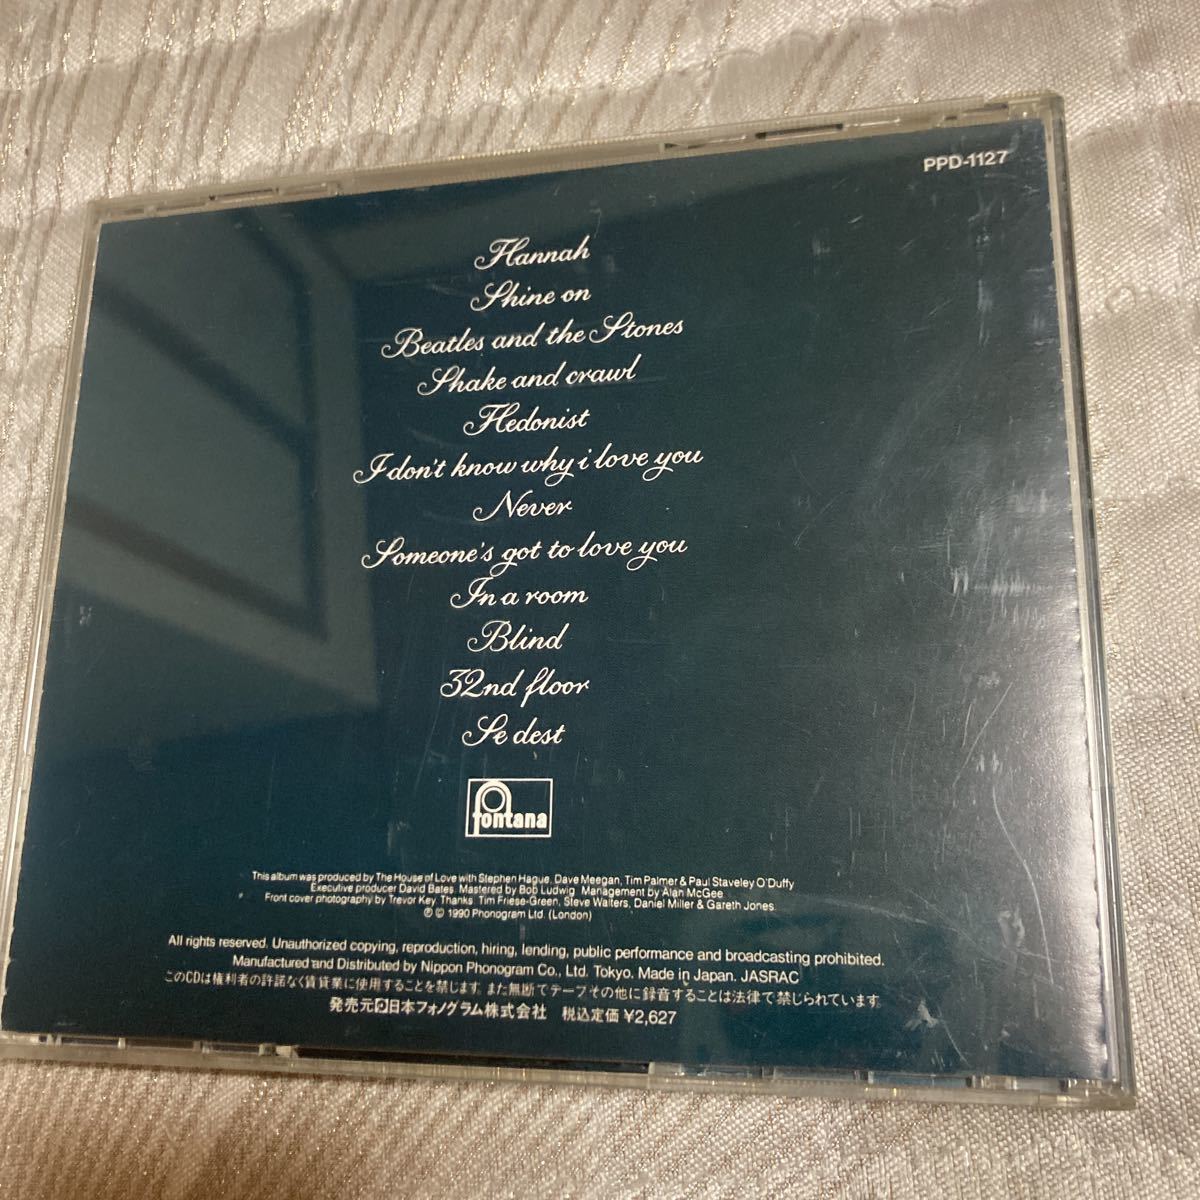 PPD-1127
Hannah
Shine on
Beatles and the Stones
Shake and crawl
Hedonist
I don't know why i love you
Never
Someone's got to love you
In a room
Blind
32nd floor
Se dest
fontana
This album was produced by The House of Love with Stephen Hague, Dave Meegan, Tim Palmer & Paul Staveley O'Duffy
Executive producer David Bates. Mastered by Bob Ludwig. Management by Alan McGee
Front cover photography by Trevor Key. Thanks Tim Friese-Green, Steve Walters, Daniel Miller & Gareth Jones.
℗ © 1990 Phonogram Ltd. (London)
All rights reserved. Unauthorized copying, reproduction, hiring, lending, public performance and broadcasting prohibited.
Manufactured and Distributed by Nippon Phonogram Co., Ltd. Tokyo. Made in Japan. JASRAC
このCDは権利者の許諾なく賃貸業に使用することを禁じます。また無断でテープその他に録音することは法律で禁じられています。
発売元 日本フォノグラム株式会社 税込定価 ¥2,627